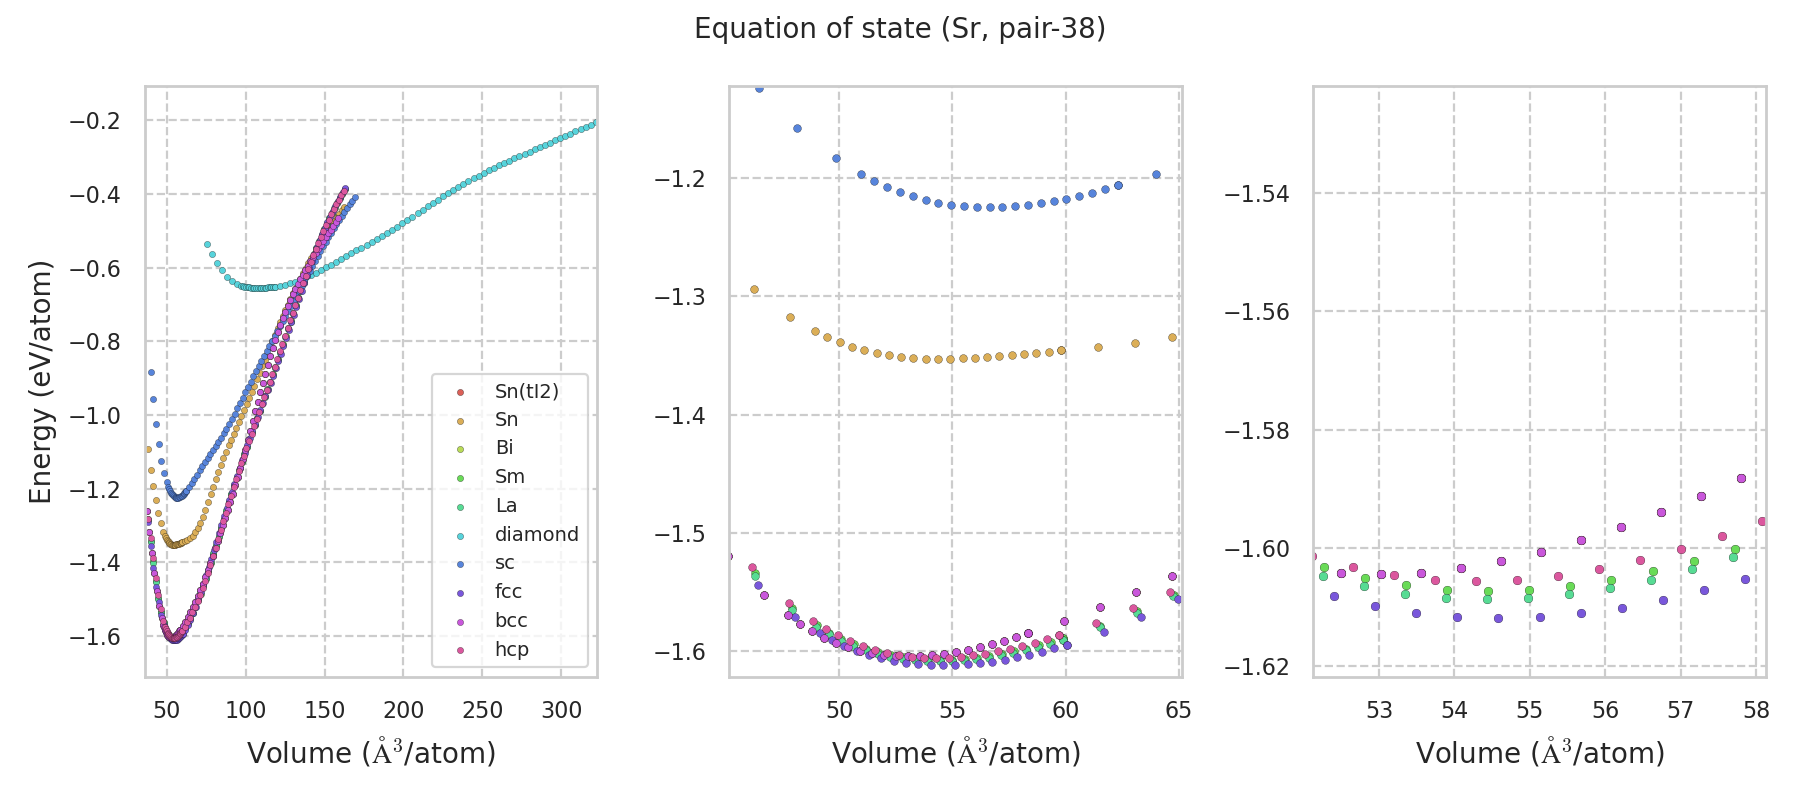 Equation of state (Sr, pair-38)
Energy (eV/atom)
−0.2
−0.4
−0.6
−0.8
−1.0
−1.2
−1.4
−1.6
50 100 150 200 250 300
Volume (Å³/atom)
Sn(tI2)
Sn
Bi
Sm
La
diamond
sc
fcc
bcc
hcp
−1.2
−1.3
−1.4
−1.5
−1.6
50 55 60 65
Volume (Å³/atom)
−1.54
−1.56
−1.58
−1.60
−1.62
53 54 55 56 57 58
Volume (Å³/atom)